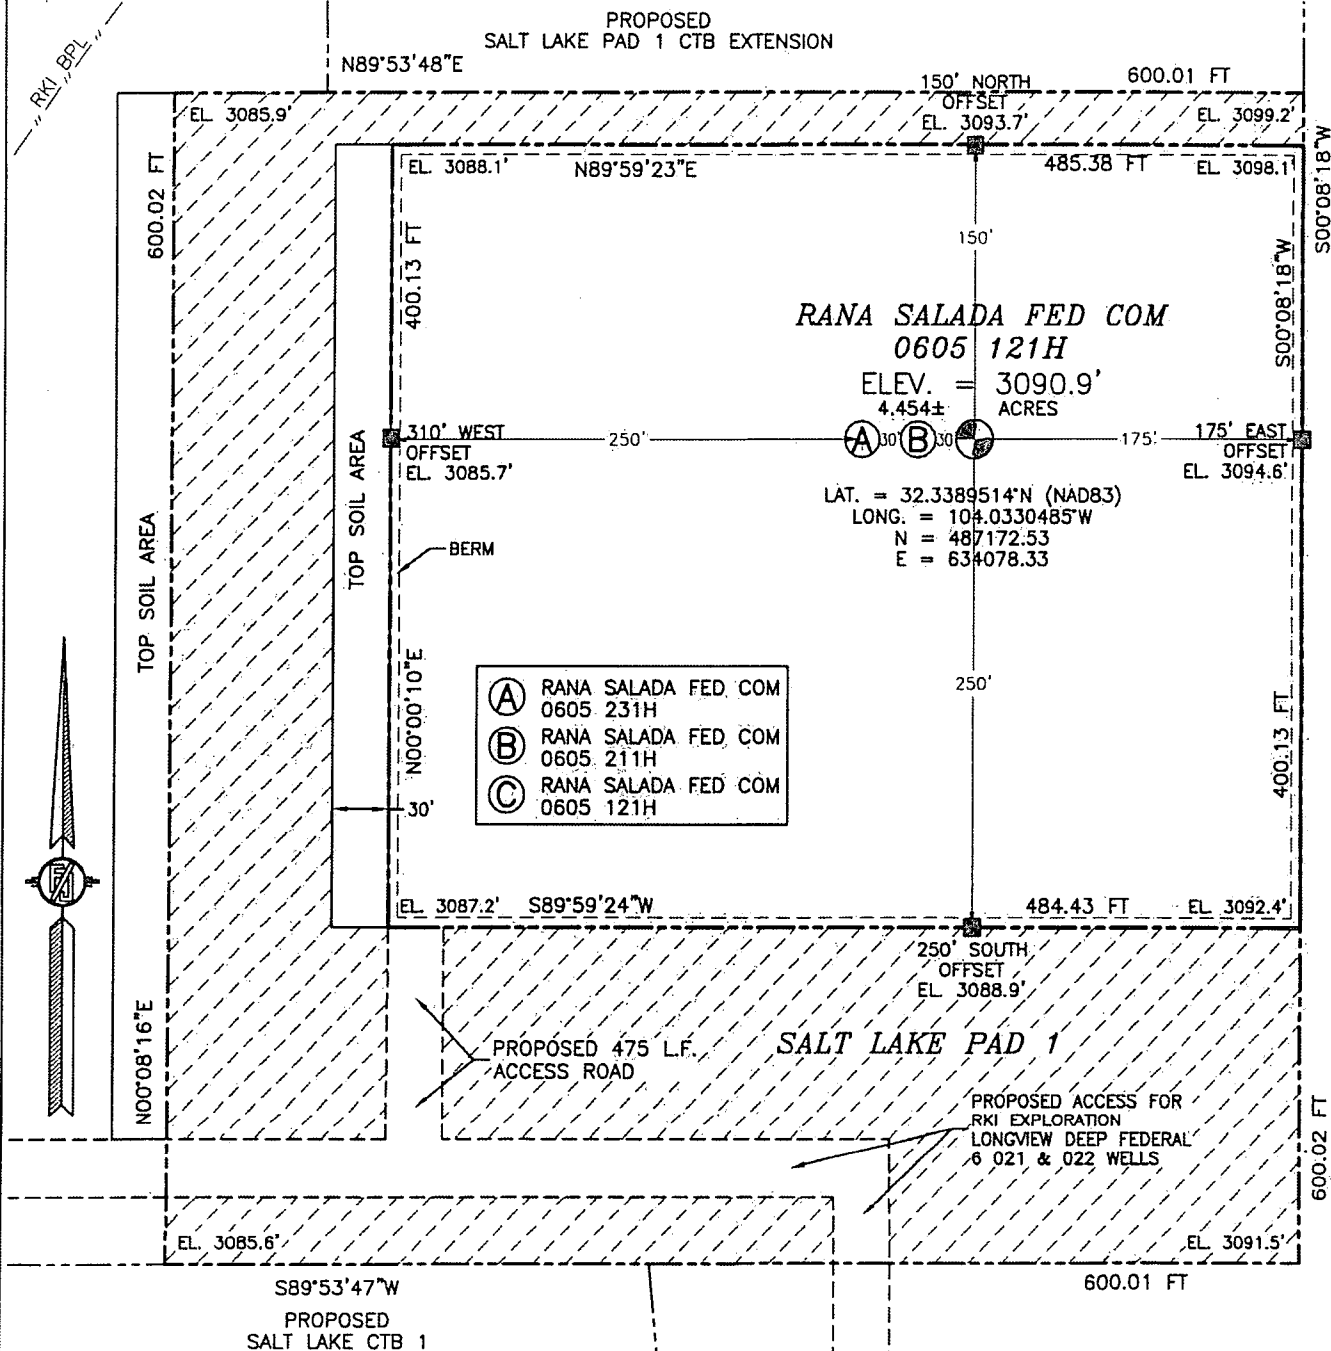 PROPOSED
SALT LAKE PAD 1 CTB EXTENSION
RKI BPL
N89°53'48"E
600.01 FT
150' NORTH
OFFSET
EL. 3093.7'
EL. 3085.9'
EL. 3099.2'
S00°08'18"W
600.02 FT
EL. 3088.1'
N89°59'23"E
485.38 FT
EL. 3098.1'
400.13 FT
150'
S00°08'18"W
RANA SALADA FED COM
0605 121H
ELEV. = 3090.9'
4.454± ACRES
310' WEST
OFFSET
EL. 3085.7'
250'
A
30'
B
30'
175'
175' EAST
OFFSET
EL. 3094.6'
LAT. = 32.3389514°N (NAD83)
LONG. = 104.0330485°W
N = 487172.53
E = 634078.33
TOP SOIL AREA
TOP SOIL AREA
BERM
N00°00'10"E
250'
A RANA SALADA FED COM
0605 231H
B RANA SALADA FED COM
0605 211H
C RANA SALADA FED COM
0605 121H
400.13 FT
30'
EL. 3087.2'
S89°59'24"W
484.43 FT
EL. 3092.4'
250' SOUTH
OFFSET
EL. 3088.9'
N00°08'16"E
PROPOSED 475 L.F.
ACCESS ROAD
SALT LAKE PAD 1
PROPOSED ACCESS FOR
RKI EXPLORATION
LONGVIEW DEEP FEDERAL
6 021 & 022 WELLS
600.02 FT
EL. 3085.6'
EL. 3091.5'
S89°53'47"W
600.01 FT
PROPOSED
SALT LAKE CTB 1